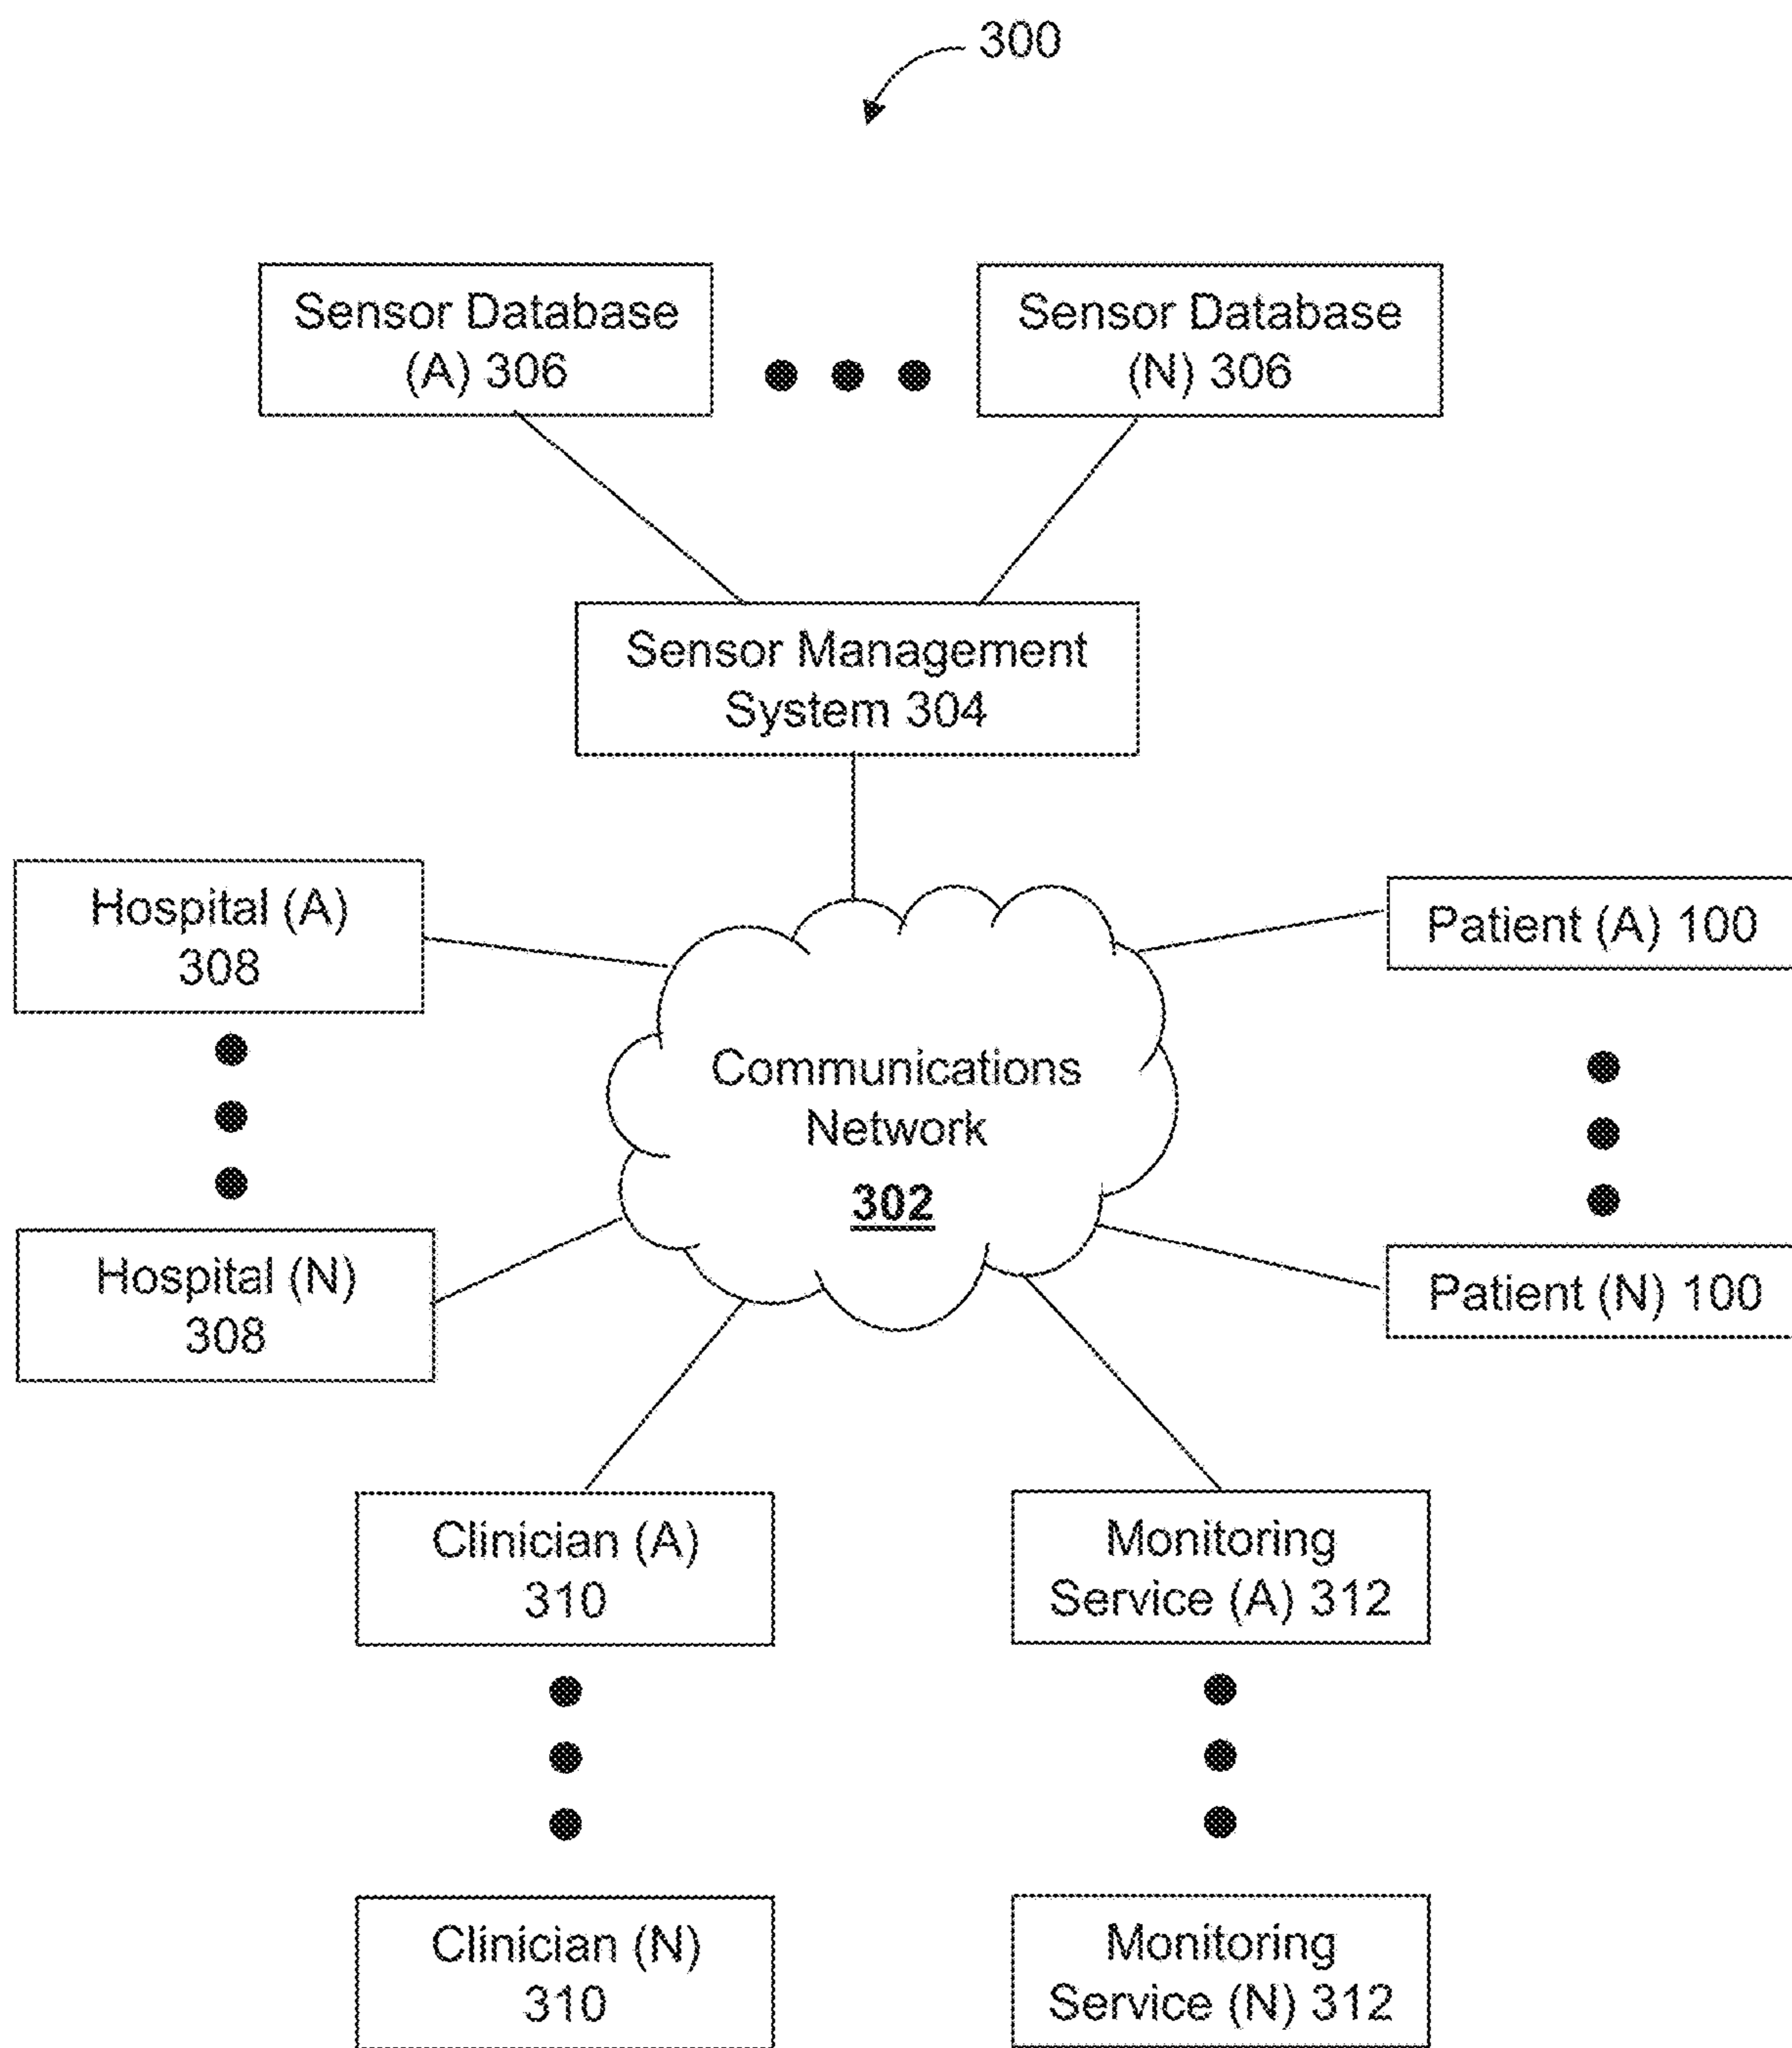 300
Sensor Database
(A) 306
Sensor Database
(N) 306
Sensor Management
System 304
Hospital (A)
308
Patient (A) 100
Communications
Network
302
Hospital (N)
308
Patient (N) 100
Clinician (A)
310
Monitoring
Service (A) 312
Clinician (N)
310
Monitoring
Service (N) 312